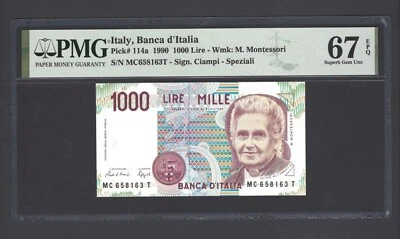 PMG
PAPER MONEY GUARANTY
Italy, Banca d'Italia
Pick# 114a 1990 1000 Lire - Wmk: M. Montessori
S/N MC658163T - Sign. Ciampi - Speziali
67 EPQ
Superb Gem Unc
1000 LIRE MILLE
M. MONTESSORI
BANCA D'ITALIA
MC 658163 T
MC 658163 T